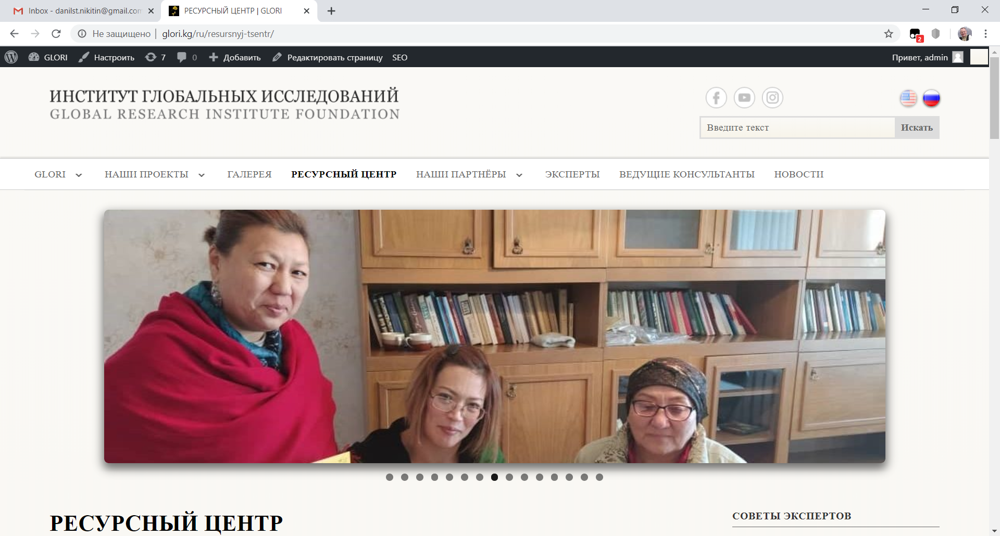 Inbox - danilst.nikitin@gmail.com
РЕСУРСНЫЙ ЦЕНТР | GLORI
Не защищено | glori.kg/ru/resursnyj-tsentr/
2
GLORI Настроить 7 0 Добавить Редактировать страницу SEO Привет, admin
ИНСТИТУТ ГЛОБАЛЬНЫХ ИССЛЕДОВАНИЙ
GLOBAL RESEARCH INSTITUTE FOUNDATION
Введите текст Искать
GLORI НАШИ ПРОЕКТЫ ГАЛЕРЕЯ РЕСУРСНЫЙ ЦЕНТР НАШИ ПАРТНЁРЫ ЭКСПЕРТЫ ВЕДУЩИЕ КОНСУЛЬТАНТЫ НОВОСТИ
РЕСУРСНЫЙ ЦЕНТР
СОВЕТЫ ЭКСПЕРТОВ